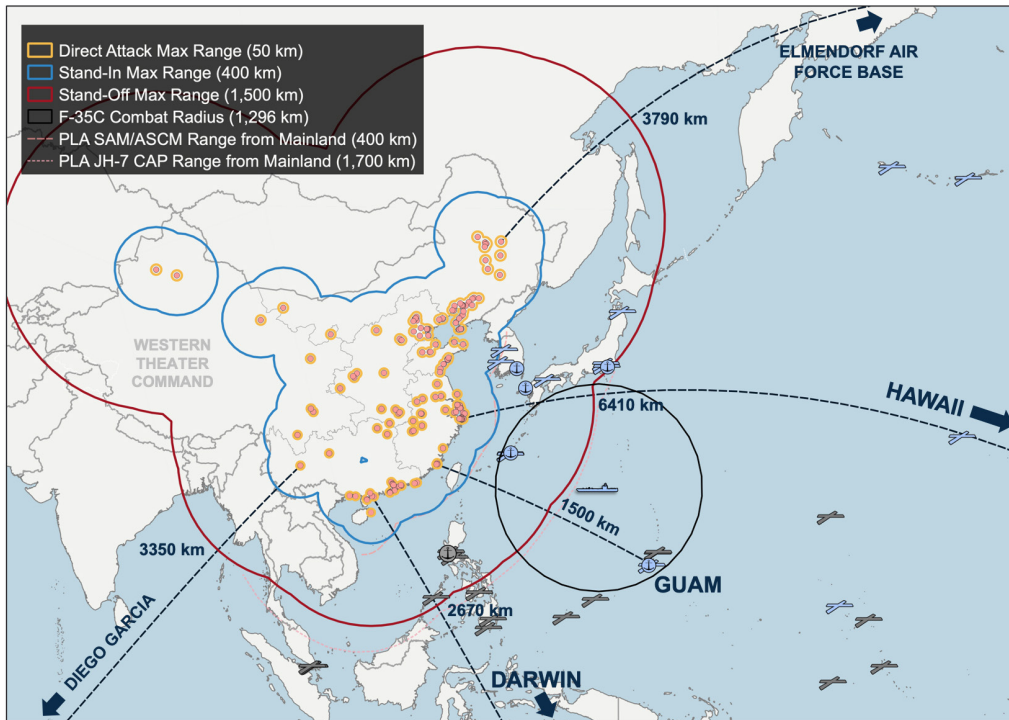 Direct Attack Max Range (50 km)
Stand-In Max Range (400 km)
Stand-Off Max Range (1,500 km)
F-35C Combat Radius (1,296 km)
PLA SAM/ASCM Range from Mainland (400 km)
PLA JH-7 CAP Range from Mainland (1,700 km)
ELMENDORF AIR
FORCE BASE
3790 km
WESTERN
THEATER
COMMAND
HAWAII
6410 km
1500 km
3350 km
GUAM
2670 km
DIEGO GARCIA
DARWIN